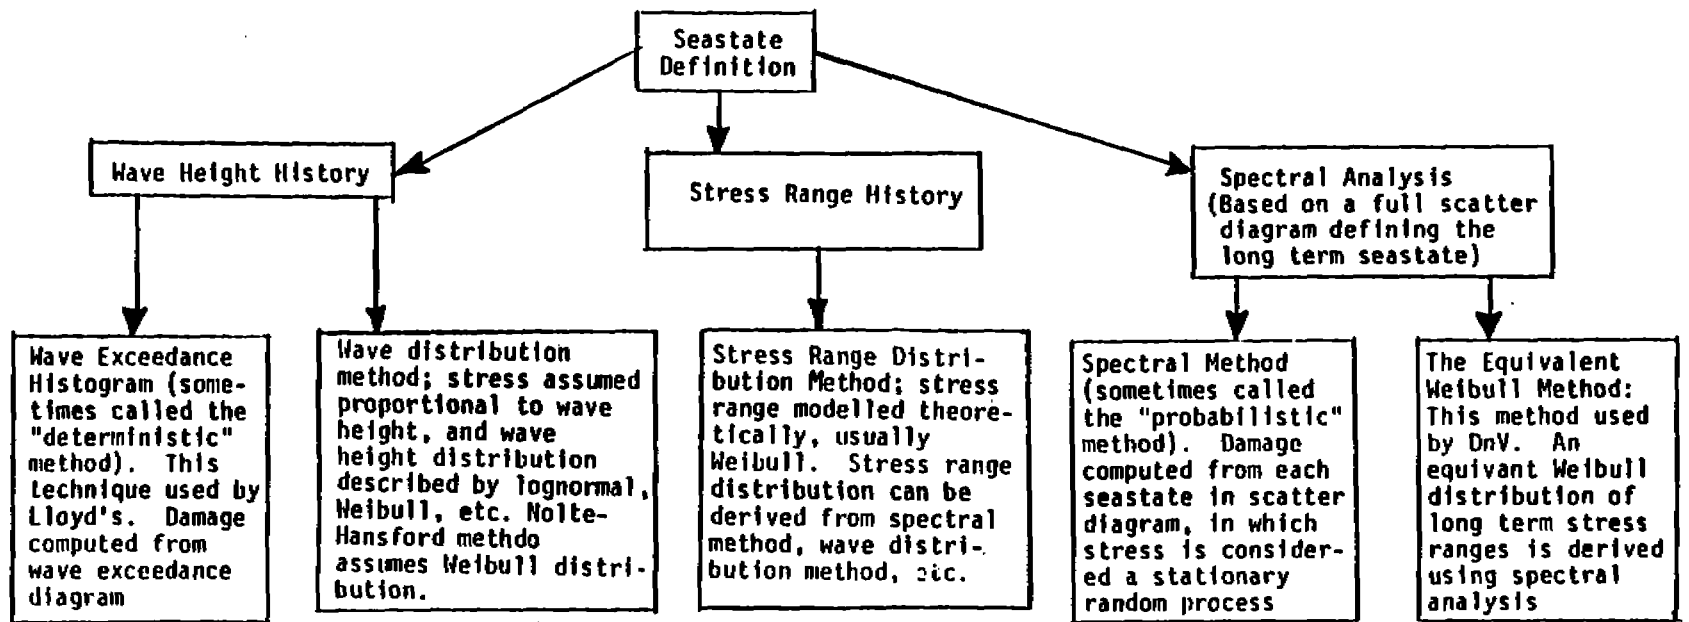 Seastate
Definition
Wave Height History
Stress Range History
Spectral Analysis
(Based on a full scatter
diagram defining the
long term seastate)
Wave Exceedance
Histogram (some-
times called the
"deterministic"
method). This
technique used by
Lloyd's. Damage
computed from
wave exceedance
diagram
Wave distribution
method; stress assumed
proportional to wave
height, and wave
height distribution
described by lognormal,
Weibull, etc. Nolte-
Hansford methdo
assumes Weibull distri-
bution.
Stress Range Distri-
bution Method; stress
range modelled theore-
tically, usually
Weibull. Stress range
distribution can be
derived from spectral
method, wave distri-
bution method, etc.
Spectral Method
(sometimes called
the "probabilistic"
method). Damage
computed from each
seastate in scatter
diagram, in which
stress is consider-
ed a stationary
random process
The Equivalent
Weibull Method:
This method used
by DnV. An
equivant Weibull
distribution of
long term stress
ranges is derived
using spectral
analysis